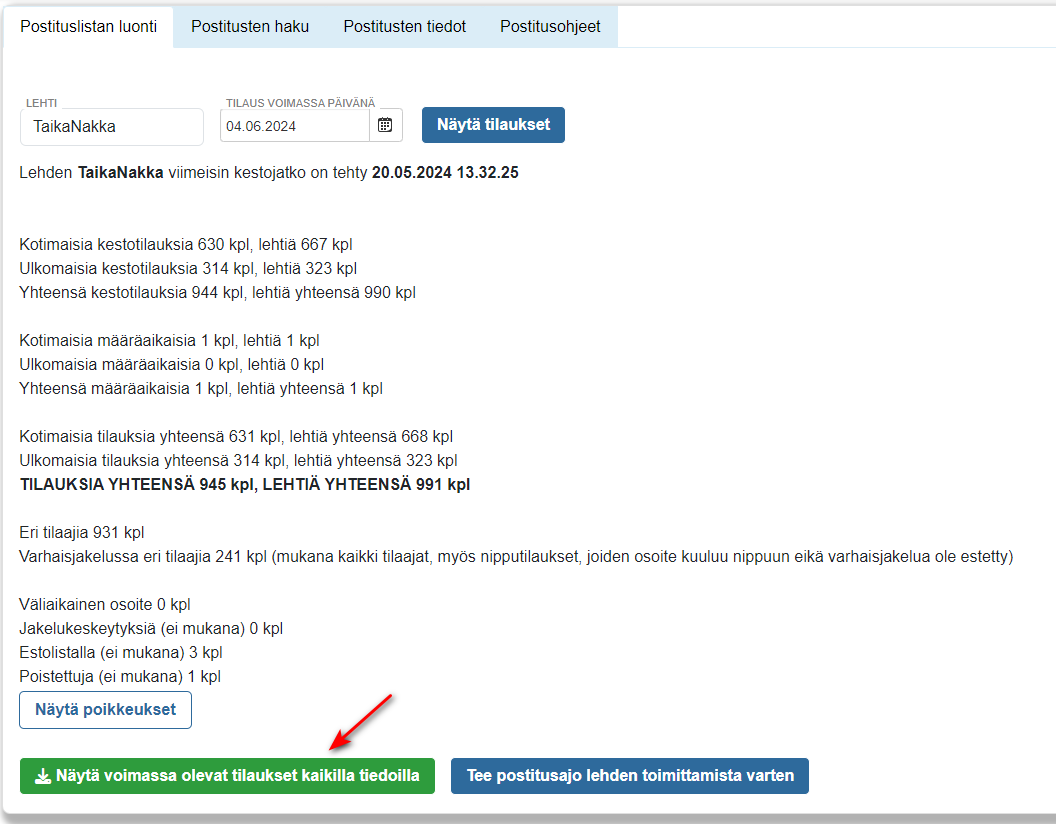 Postituslistan luonti Postitusten haku Postitusten tiedot Postitusohjeet
LEHTI TILAUS VOIMASSA PÄIVÄNÄ
TaikaNakka 04.06.2024 Näytä tilaukset
Lehden TaikaNakka viimeisin kestojatko on tehty 20.05.2024 13.32.25
Kotimaisia kestotilauksia 630 kpl, lehtiä 667 kpl
Ulkomaisia kestotilauksia 314 kpl, lehtiä 323 kpl
Yhteensä kestotilauksia 944 kpl, lehtiä yhteensä 990 kpl
Kotimaisia määräaikaisia 1 kpl, lehtiä 1 kpl
Ulkomaisia määräaikaisia 0 kpl, lehtiä 0 kpl
Yhteensä määräaikaisia 1 kpl, lehtiä yhteensä 1 kpl
Kotimaisia tilauksia yhteensä 631 kpl, lehtiä yhteensä 668 kpl
Ulkomaisia tilauksia yhteensä 314 kpl, lehtiä yhteensä 323 kpl
TILAUKSIA YHTEENSÄ 945 kpl, LEHTIÄ YHTEENSÄ 991 kpl
Eri tilaajia 931 kpl
Varhaisjakelussa eri tilaajia 241 kpl (mukana kaikki tilaajat, myös nipputilaukset, joiden osoite kuuluu nippuun eikä varhaisjakelua ole estetty)
Väliaikainen osoite 0 kpl
Jakelukeskeytyksiä (ei mukana) 0 kpl
Estolistalla (ei mukana) 3 kpl
Poistettuja (ei mukana) 1 kpl
Näytä poikkeukset
Näytä voimassa olevat tilaukset kaikilla tiedoilla Tee postitusajo lehden toimittamista varten